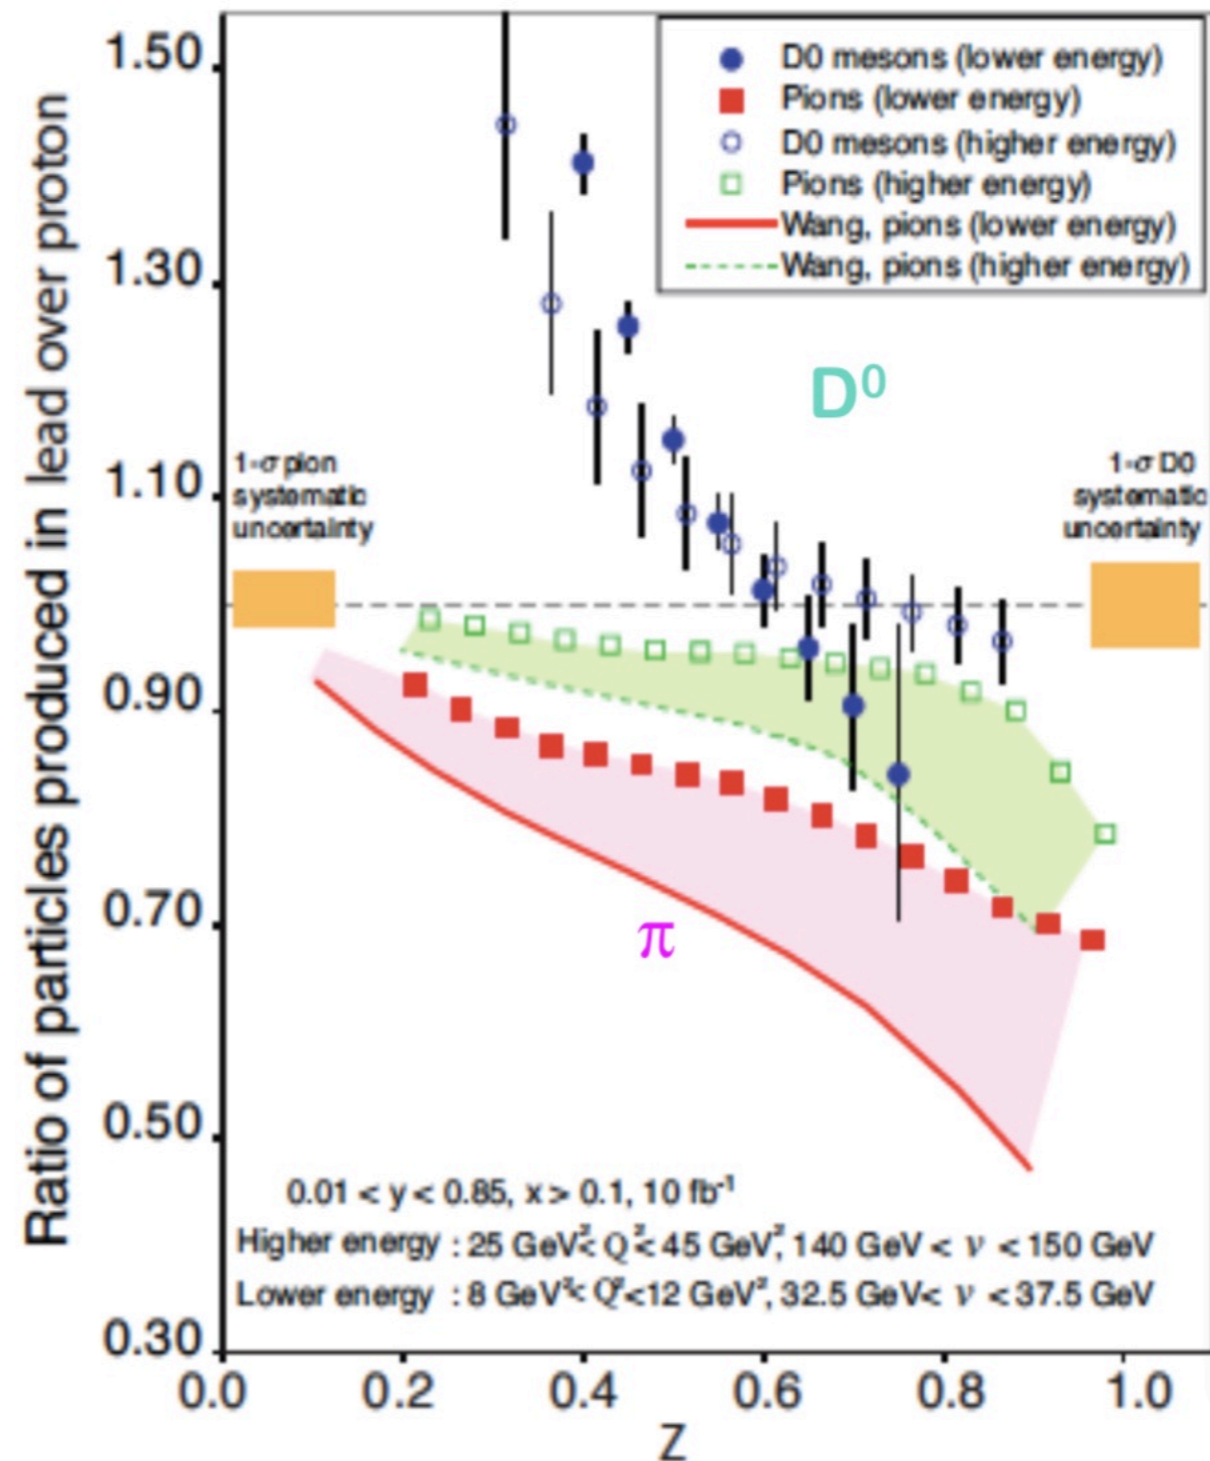 Ratio of particles produced in lead over proton
1.50
1.30
1.10
0.90
0.70
0.50
0.30
D0 mesons (lower energy)
Pions (lower energy)
D0 mesons (higher energy)
Pions (higher energy)
Wang, pions (lower energy)
Wang, pions (higher energy)
D⁰
1-σ pion
systematic
uncertainty
1-σ D0
systematic
uncertainty
π
0.01 < y < 0.85, x > 0.1, 10 fb⁻¹
Higher energy : 25 GeV²< Q²< 45 GeV², 140 GeV < ν < 150 GeV
Lower energy : 8 GeV²< Q²<12 GeV², 32.5 GeV< ν < 37.5 GeV
0.0 0.2 0.4 0.6 0.8 1.0
Z